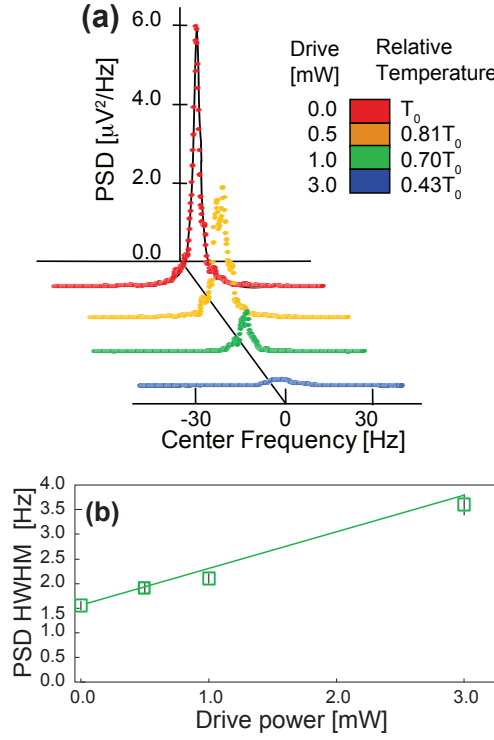 (a)
PSD [μV²/Hz]
6.0
4.0
2.0
0.0
Drive
[mW]
Relative
Temperature
0.0 T₀
0.5 0.81T₀
1.0 0.70T₀
3.0 0.43T₀
-30 0 30
Center Frequency [Hz]
(b)
PSD HWHM [Hz]
4.0
3.5
3.0
2.5
2.0
1.5
1.0
0.5
0.0
0.0 1.0 2.0 3.0
Drive power [mW]